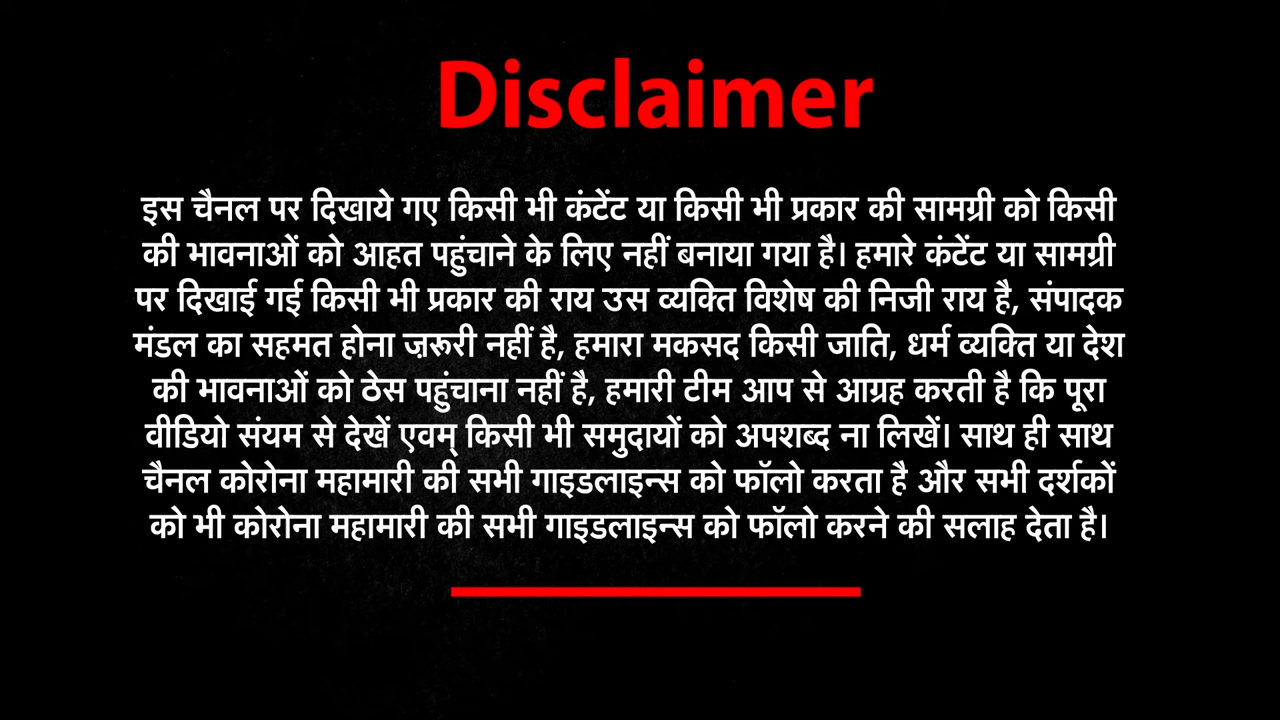 Disclaimer
इस चैनल पर दिखाये गए किसी भी कंटेंट या किसी भी प्रकार की सामग्री को किसी
की भावनाओं को आहत पहुंचाने के लिए नहीं बनाया गया है। हमारे कंटेंट या सामग्री
पर दिखाई गई किसी भी प्रकार की राय उस व्यक्ति विशेष की निजी राय है, संपादक
मंडल का सहमत होना ज़रूरी नहीं है, हमारा मकसद किसी जाति, धर्म व्यक्ति या देश
की भावनाओं को ठेस पहुंचाना नहीं है, हमारी टीम आप से आग्रह करती है कि पूरा
वीडियो संयम से देखें एवम् किसी भी समुदायों को अपशब्द ना लिखें। साथ ही साथ
चैनल कोरोना महामारी की सभी गाइडलाइन्स को फॉलो करता है और सभी दर्शकों
को भी कोरोना महामारी की सभी गाइडलाइन्स को फॉलो करने की सलाह देता है।